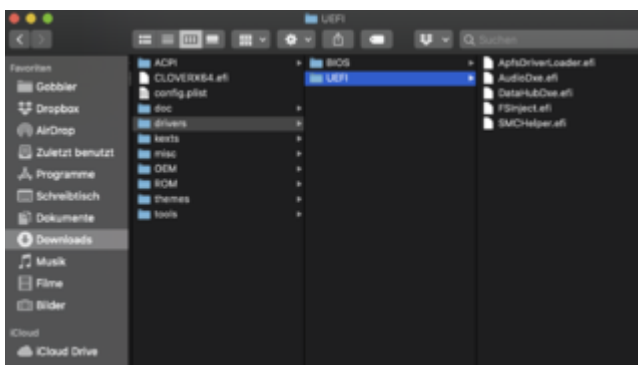 UEFI
Suchen
Favoriten
Gobbler
Dropbox
AirDrop
Zuletzt benutzt
Programme
Schreibtisch
Dokumente
Downloads
Musik
Filme
Bilder
iCloud
iCloud Drive
ACPI
CLOVERX64.efi
config.plist
doc
drivers
kexts
misc
OEM
ROM
themes
tools
BIOS
UEFI
ApfsDriverLoader.efi
AudioDxe.efi
DataHubDxe.efi
FSInject.efi
SMCHelper.efi